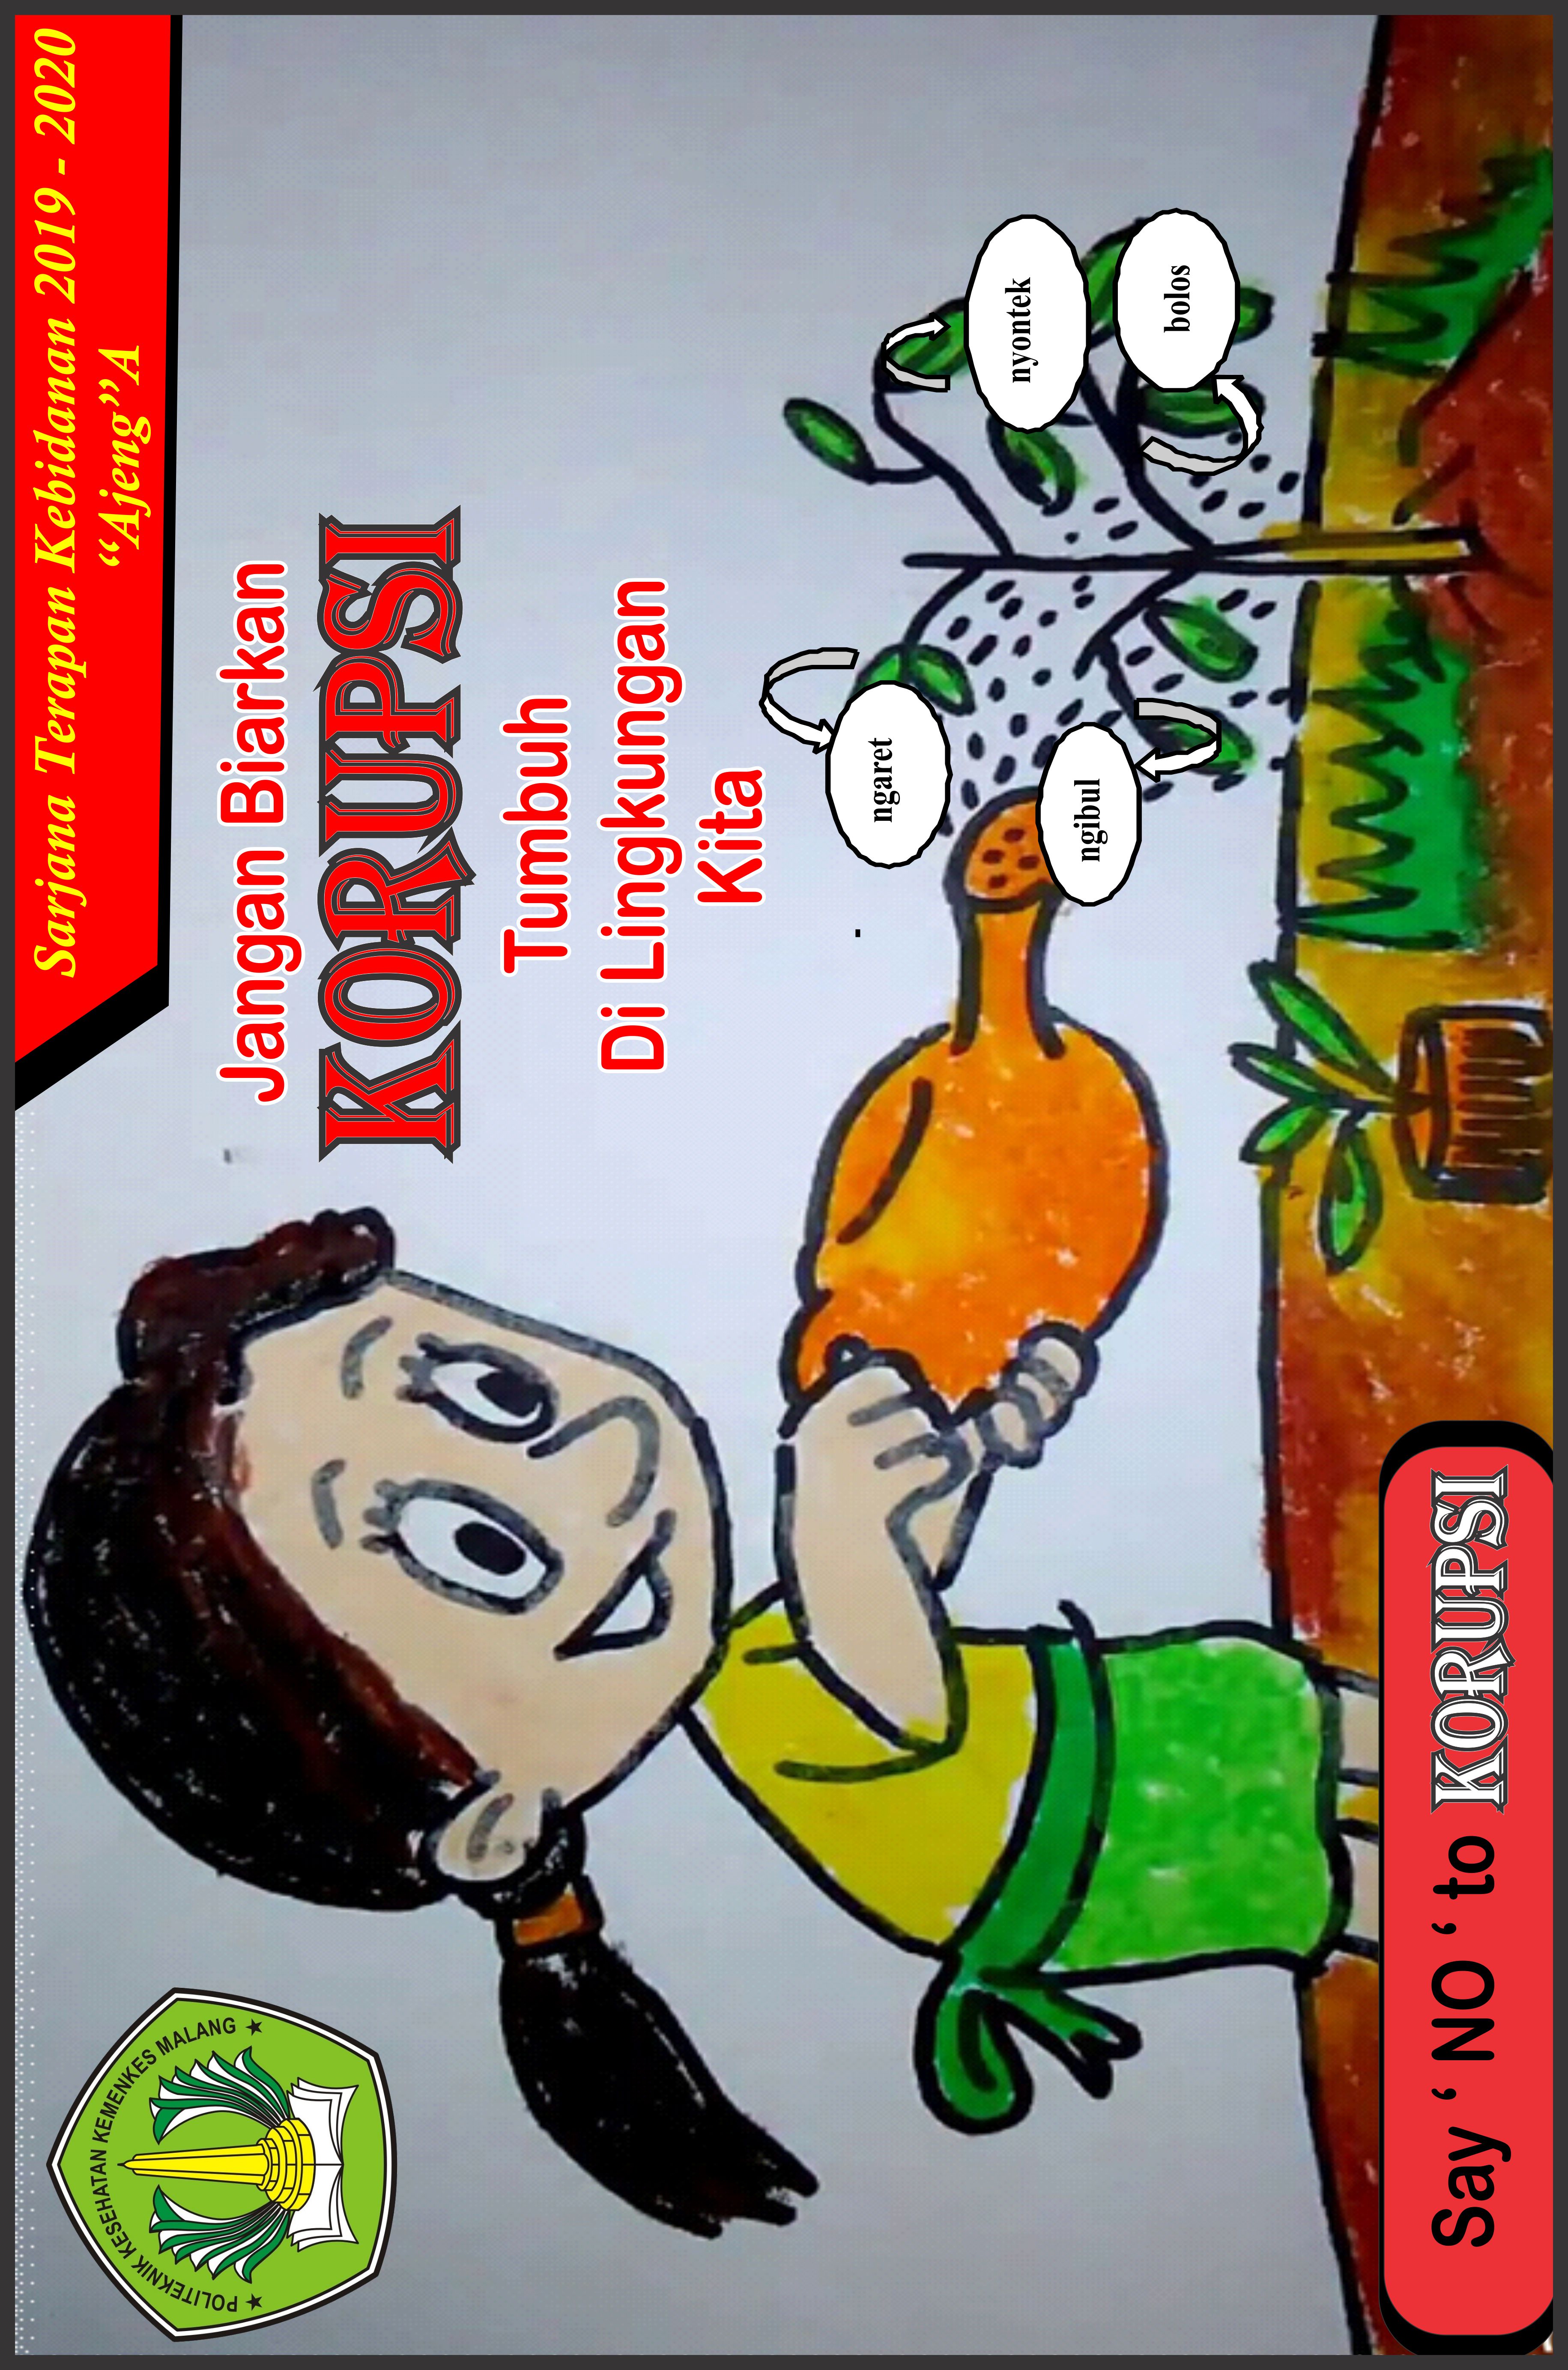 POLITEKNIK KESEHATAN KEMENKES MALANG
Sarjana Terapan Kebidanan 2019 - 2020
“Ajeng”A
Jangan Biarkan
KORUPSI
Tumbuh
Di Lingkungan
Kita
ngaret
nyontek
ngibul
bolos
Say ‘ NO ‘ to KORUPSI